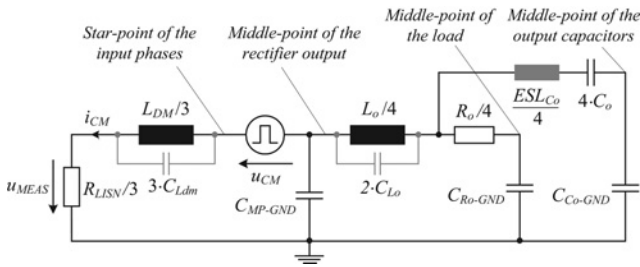 Star-point of the
input phases
Middle-point of the
rectifier output
Middle-point of
the load
Middle-point of the
output capacitors
i_CM
L_DM/3
L_o/4
R_o/4
ESL_Co
4
4·C_o
u_MEAS
R_LISN/3
3·C_Ldm
u_CM
C_MP-GND
2·C_Lo
C_Ro-GND
C_Co-GND